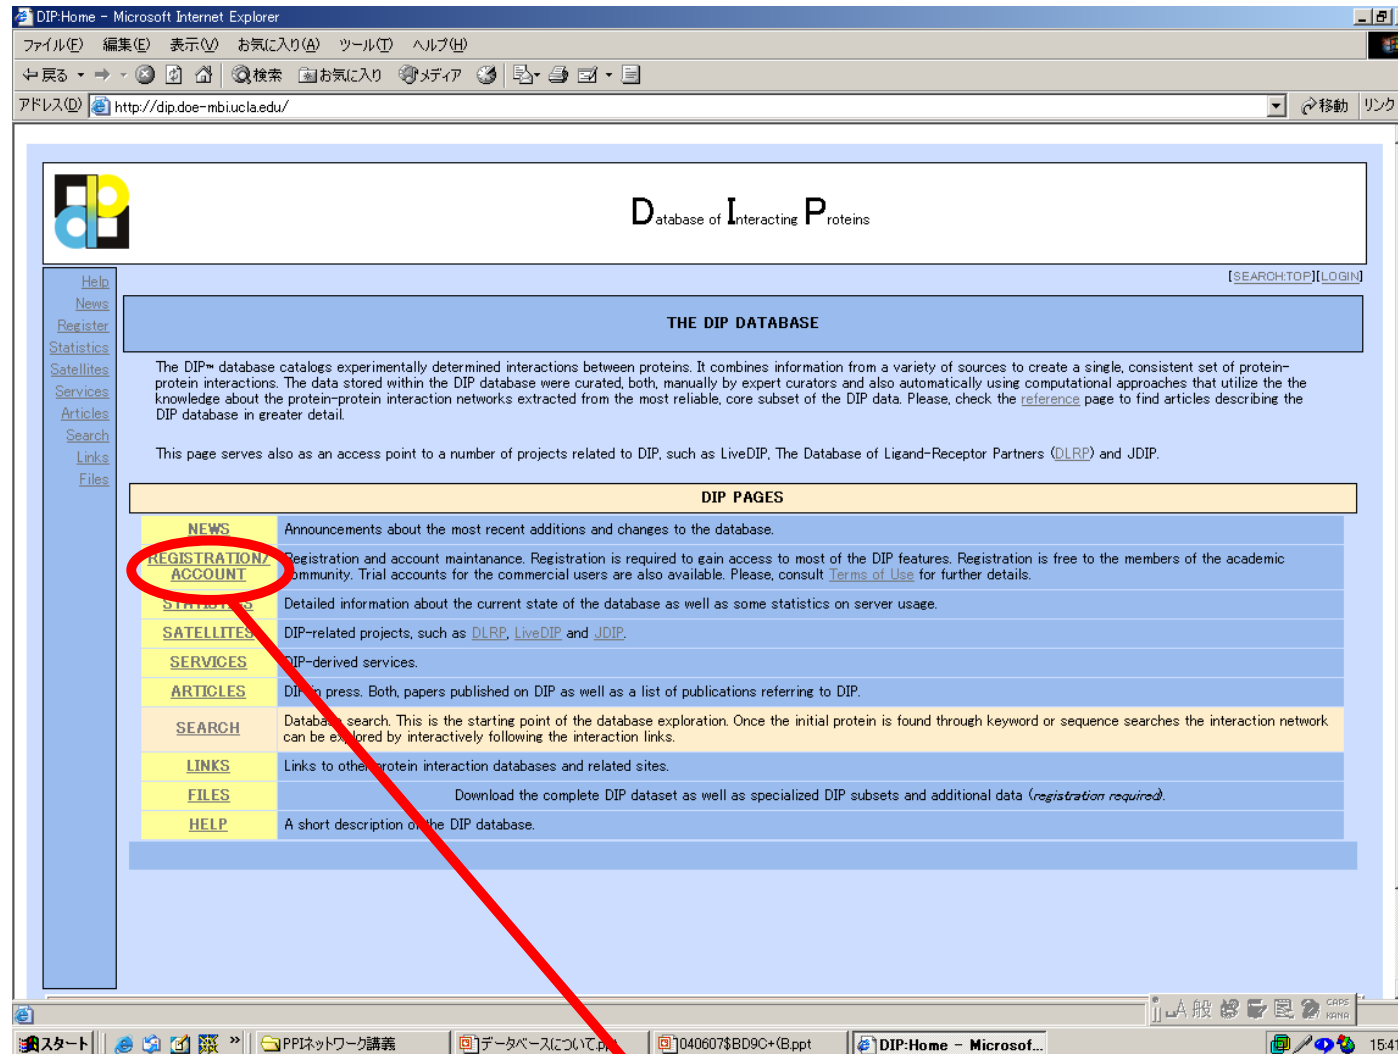 DIP:Home - Microsoft Internet Explorer
ファイル(F) 編集(E) 表示(V) お気に入り(A) ツール(T) ヘルプ(H)
戻る 検索 お気に入り メディア
アドレス(D) http://dip.doe-mbi.ucla.edu/ 移動 リンク
Database of Interacting Proteins
[SEARCH:TOP][LOGIN]
Help
News
Register
Statistics
Satellites
Services
Articles
Search
Links
Files
THE DIP DATABASE
The DIP™ database catalogs experimentally determined interactions between proteins. It combines information from a variety of sources to create a single, consistent set of protein-
protein interactions. The data stored within the DIP database were curated, both, manually by expert curators and also automatically using computational approaches that utilize the the
knowledge about the protein-protein interaction networks extracted from the most reliable, core subset of the DIP data. Please, check the reference page to find articles describing the
DIP database in greater detail.
This page serves also as an access point to a number of projects related to DIP, such as LiveDIP, The Database of Ligand-Receptor Partners (DLRP) and JDIP.
DIP PAGES
NEWS Announcements about the most recent additions and changes to the database.
REGISTRATION/ Registration and account maintanance. Registration is required to gain access to most of the DIP features. Registration is free to the members of the academic
ACCOUNT community. Trial accounts for the commercial users are also available. Please, consult Terms of Use for further details.
STATISTICS Detailed information about the current state of the database as well as some statistics on server usage.
SATELLITES DIP-related projects, such as DLRP, LiveDIP and JDIP.
SERVICES DIP-derived services.
ARTICLES DIP in press. Both, papers published on DIP as well as a list of publications referring to DIP.
SEARCH Database search. This is the starting point of the database exploration. Once the initial protein is found through keyword or sequence searches the interaction network
can be explored by interactively following the interaction links.
LINKS Links to other protein interaction databases and related sites.
FILES Download the complete DIP dataset as well as specialized DIP subsets and additional data (registration required).
HELP A short description of the DIP database.
A 般 CAPS
KANA
スタート » PPIネットワーク講義 データベースについて.p 040607$BD9C+(B.ppt DIP:Home - Microsof... 15:4